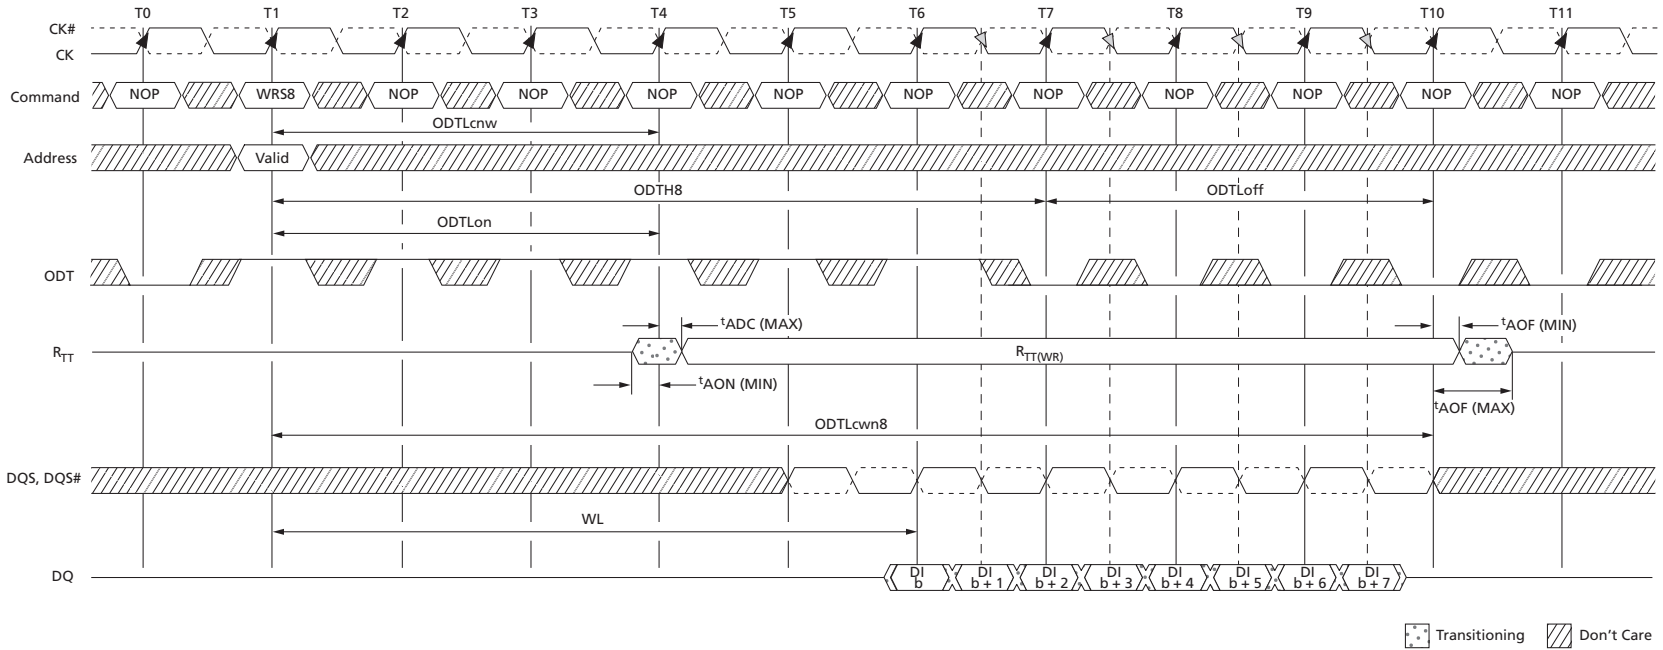 T0 T1 T2 T3 T4 T5 T6 T7 T8 T9 T10 T11
CK#
CK
Command NOP WRS8 NOP NOP NOP NOP NOP NOP NOP NOP NOP NOP
ODTLcnw
Address Valid
ODTH8 ODTLoff
ODTLon
ODT
tADC (MAX) tAOF (MIN)
RTT RTT(WR)
tAON (MIN)
tAOF (MAX)
ODTLcwn8
DQS, DQS#
WL
DQ DI b DI b + 1 DI b + 2 DI b + 3 DI b + 4 DI b + 5 DI b + 6 DI b + 7
Transitioning Don't Care